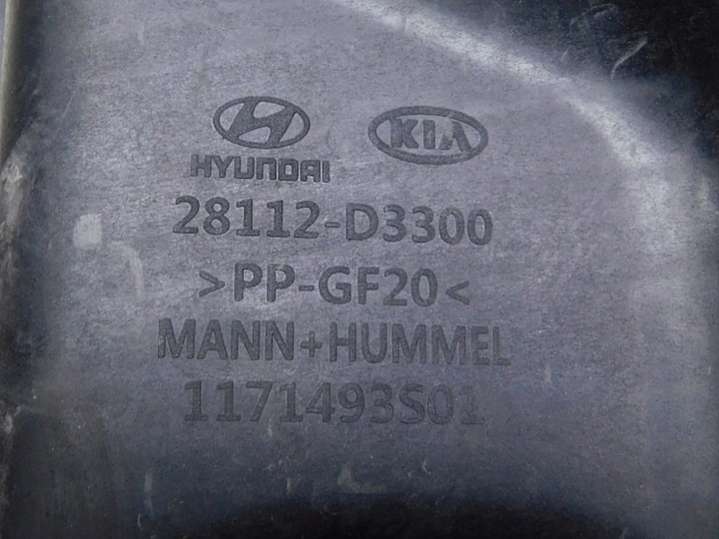 HYUNDAI KIA
28112-D3300
>PP-GF20<
MANN+HUMMEL
1171493S01